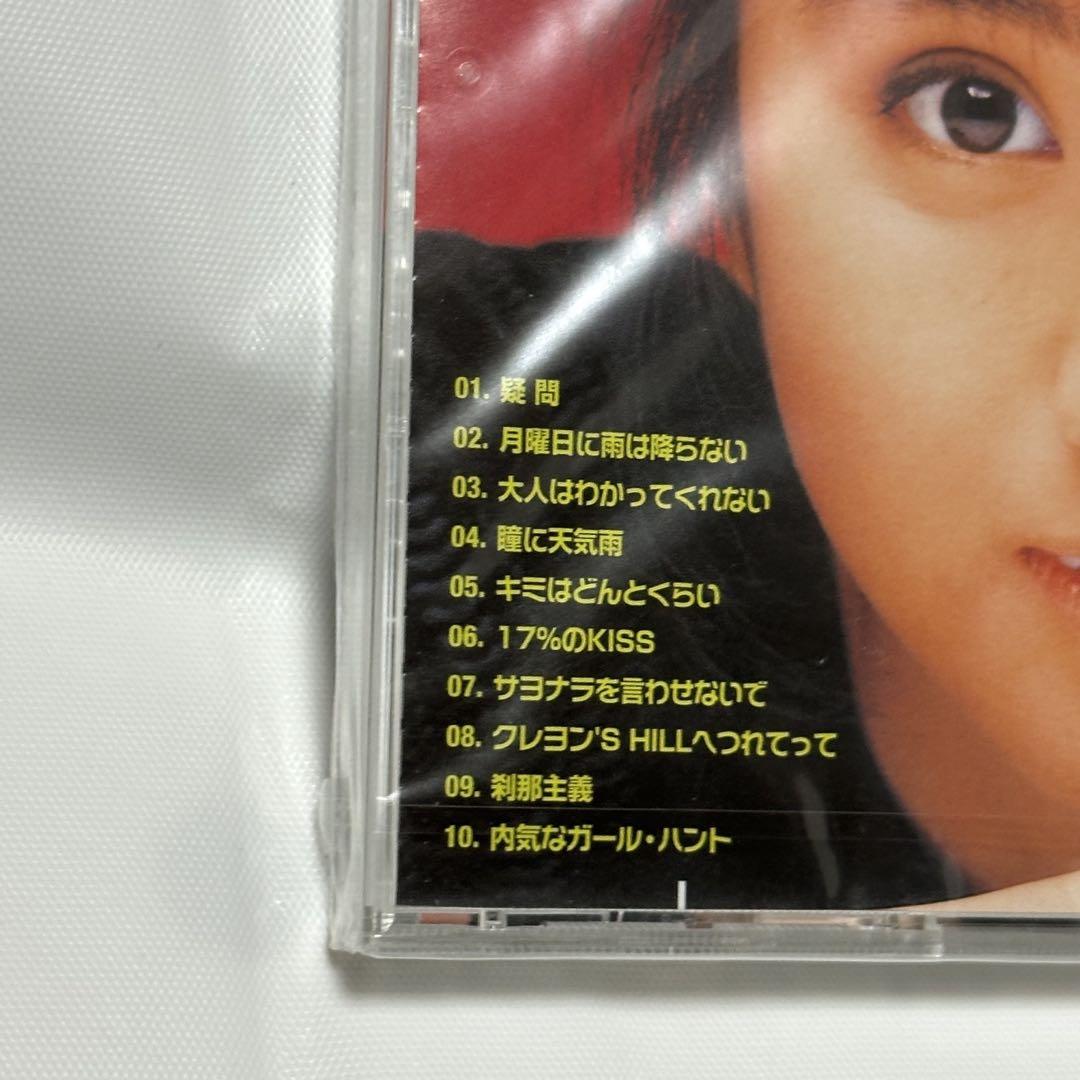 01. 疑 問
02. 月曜日に雨は降らない
03. 大人はわかってくれない
04. 瞳に天気雨
05. キミはどんとくらい
06. 17%のKISS
07. サヨナラを言わせないで
08. クレヨン'S HILLへつれてって
09. 刹那主義
10. 内気なガール・ハント